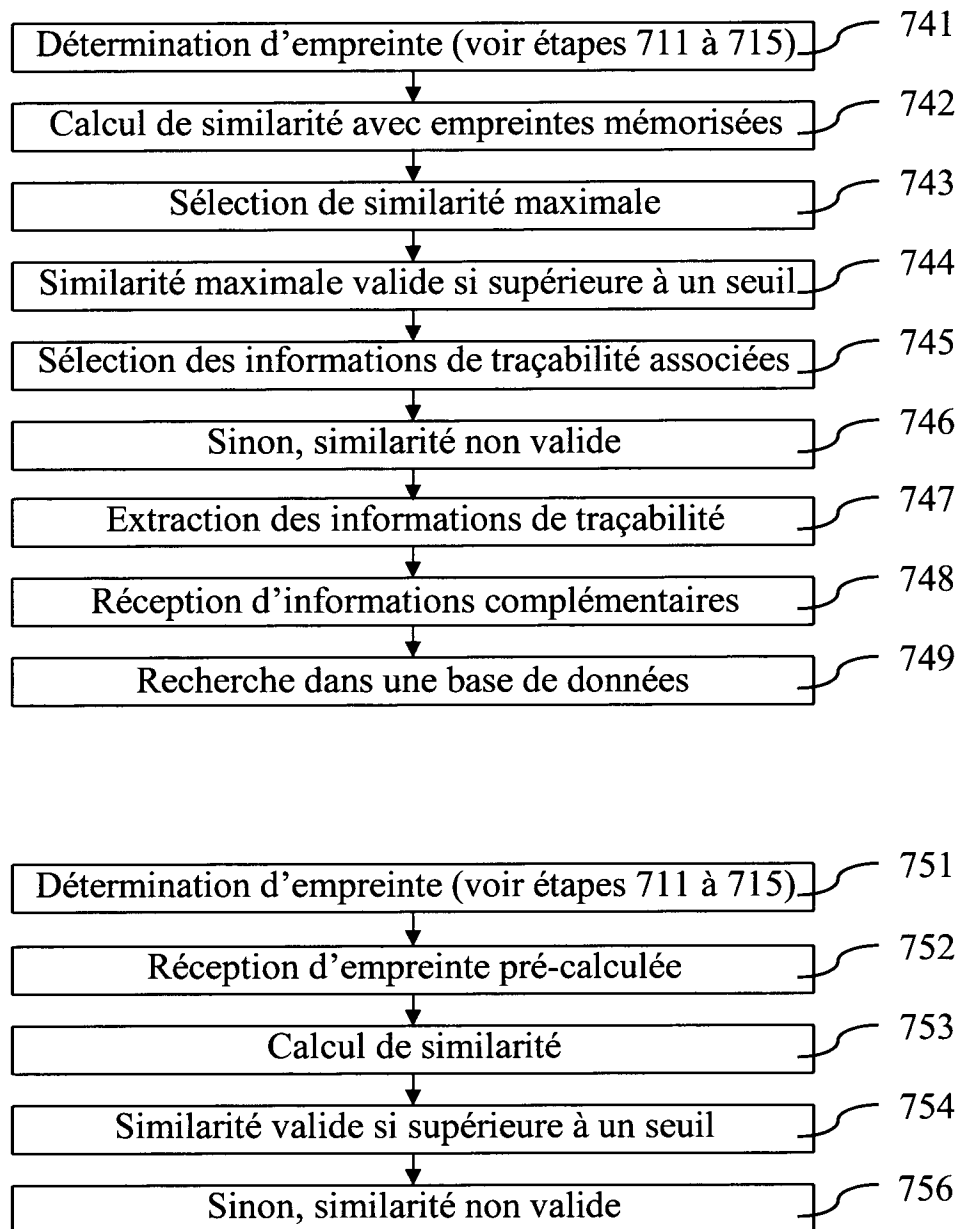 Détermination d'empreinte (voir étapes 711 à 715) 741
Calcul de similarité avec empreintes mémorisées 742
Sélection de similarité maximale 743
Similarité maximale valide si supérieure à un seuil 744
Sélection des informations de traçabilité associées 745
Sinon, similarité non valide 746
Extraction des informations de traçabilité 747
Réception d'informations complémentaires 748
Recherche dans une base de données 749
Détermination d'empreinte (voir étapes 711 à 715) 751
Réception d'empreinte pré-calculée 752
Calcul de similarité 753
Similarité valide si supérieure à un seuil 754
Sinon, similarité non valide 756